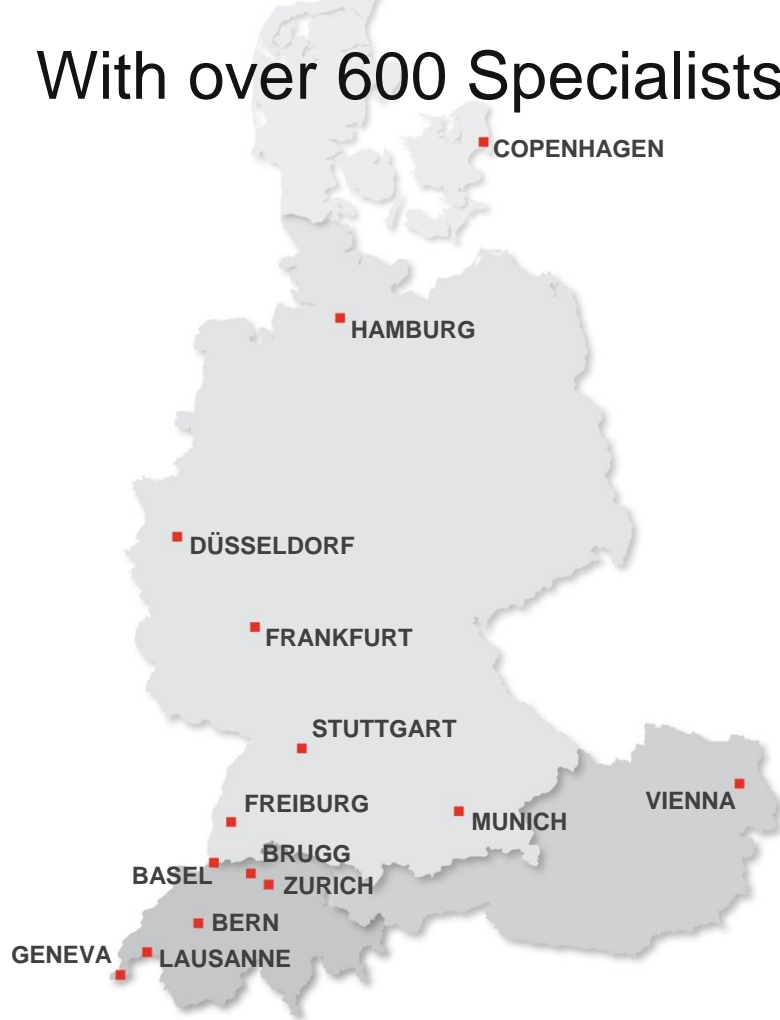 With over 600 Specialists
COPENHAGEN
HAMBURG
DÜSSELDORF
FRANKFURT
STUTTGART
FREIBURG
MUNICH
VIENNA
BRUGG
BASEL
ZURICH
BERN
GENEVA
LAUSANNE